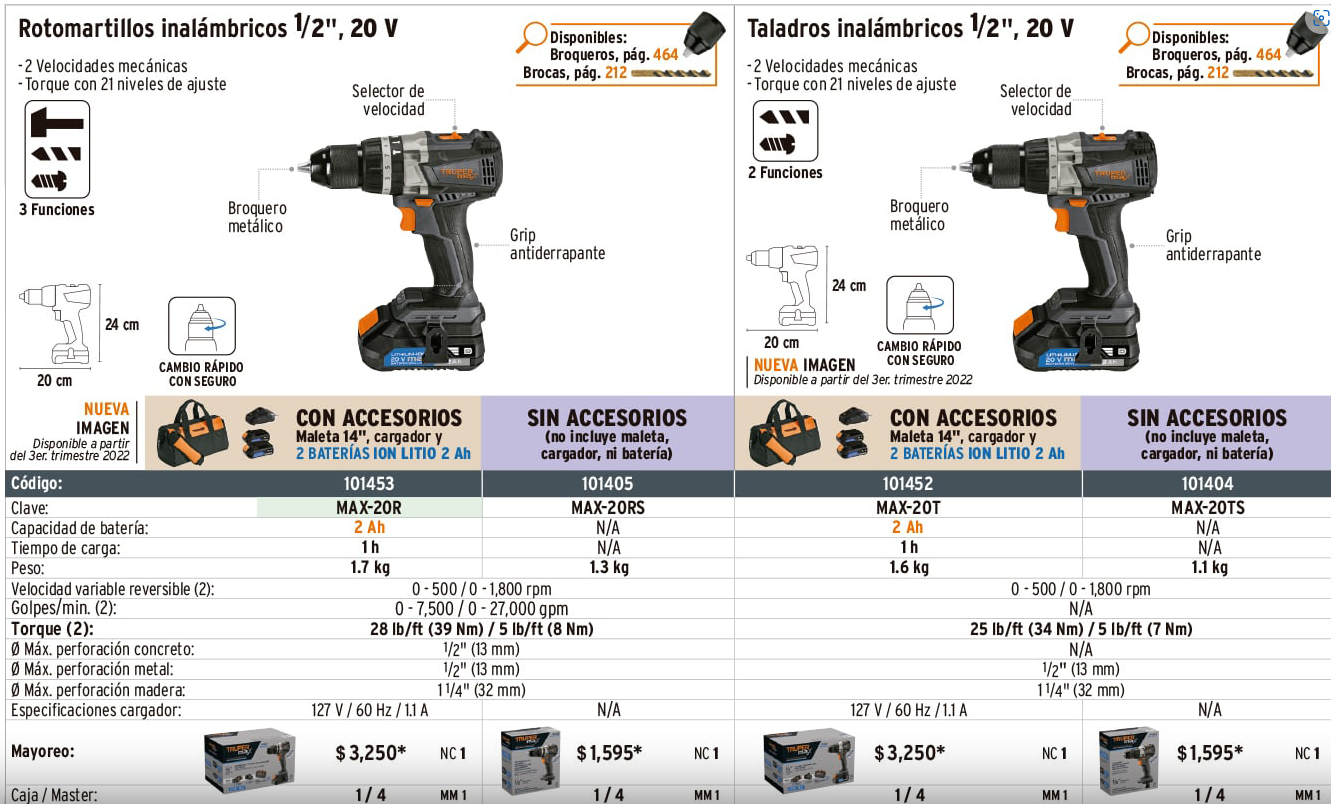 Rotomartillos inalámbricos 1/2", 20 V
- 2 Velocidades mecánicas
- Torque con 21 niveles de ajuste
Disponibles:
Broqueros, pág. 464
Brocas, pág. 212
3 Funciones
Selector de
velocidad
Broquero
metálico
Grip
antiderrapante
TRUPER
MAX
24 cm
20 cm
CAMBIO RÁPIDO
CON SEGURO
NUEVA
IMAGEN
Disponible a partir
del 3er. trimestre 2022
Taladros inalámbricos 1/2", 20 V
- 2 Velocidades mecánicas
- Torque con 21 niveles de ajuste
Disponibles:
Broqueros, pág. 464
Brocas, pág. 212
2 Funciones
Selector de
velocidad
Broquero
metálico
Grip
antiderrapante
TRUPER
MAX
24 cm
20 cm
CAMBIO RÁPIDO
CON SEGURO
NUEVA IMAGEN
Disponible a partir del 3er. trimestre 2022
CON ACCESORIOS
Maleta 14", cargador y
2 BATERÍAS ION LITIO 2 Ah
SIN ACCESORIOS
(no incluye maleta,
cargador, ni batería)
CON ACCESORIOS
Maleta 14", cargador y
2 BATERÍAS ION LITIO 2 Ah
SIN ACCESORIOS
(no incluye maleta,
cargador, ni batería)
Código: 101453 101405 101452 101404
Clave: MAX-20R MAX-20RS MAX-20T MAX-20TS
Capacidad de batería: 2 Ah N/A 2 Ah N/A
Tiempo de carga: 1 h N/A 1 h N/A
Peso: 1.7 kg 1.3 kg 1.6 kg 1.1 kg
Velocidad variable reversible (2): 0 - 500 / 0 - 1,800 rpm 0 - 500 / 0 - 1,800 rpm
Golpes/min. (2): 0 - 7,500 / 0 - 27,000 gpm N/A
Torque (2): 28 lb/ft (39 Nm) / 5 lb/ft (8 Nm) 25 lb/ft (34 Nm) / 5 lb/ft (7 Nm)
Ø Máx. perforación concreto: 1/2" (13 mm) N/A
Ø Máx. perforación metal: 1/2" (13 mm) 1/2" (13 mm)
Ø Máx. perforación madera: 1 1/4" (32 mm) 1 1/4" (32 mm)
Especificaciones cargador: 127 V / 60 Hz / 1.1 A N/A 127 V / 60 Hz / 1.1 A N/A
Mayoreo: $ 3,250* NC 1 $ 1,595* NC 1 $ 3,250* NC 1 $ 1,595* NC 1
Caja / Master: 1 / 4 MM 1 1 / 4 MM 1 1 / 4 MM 1 1 / 4 MM 1